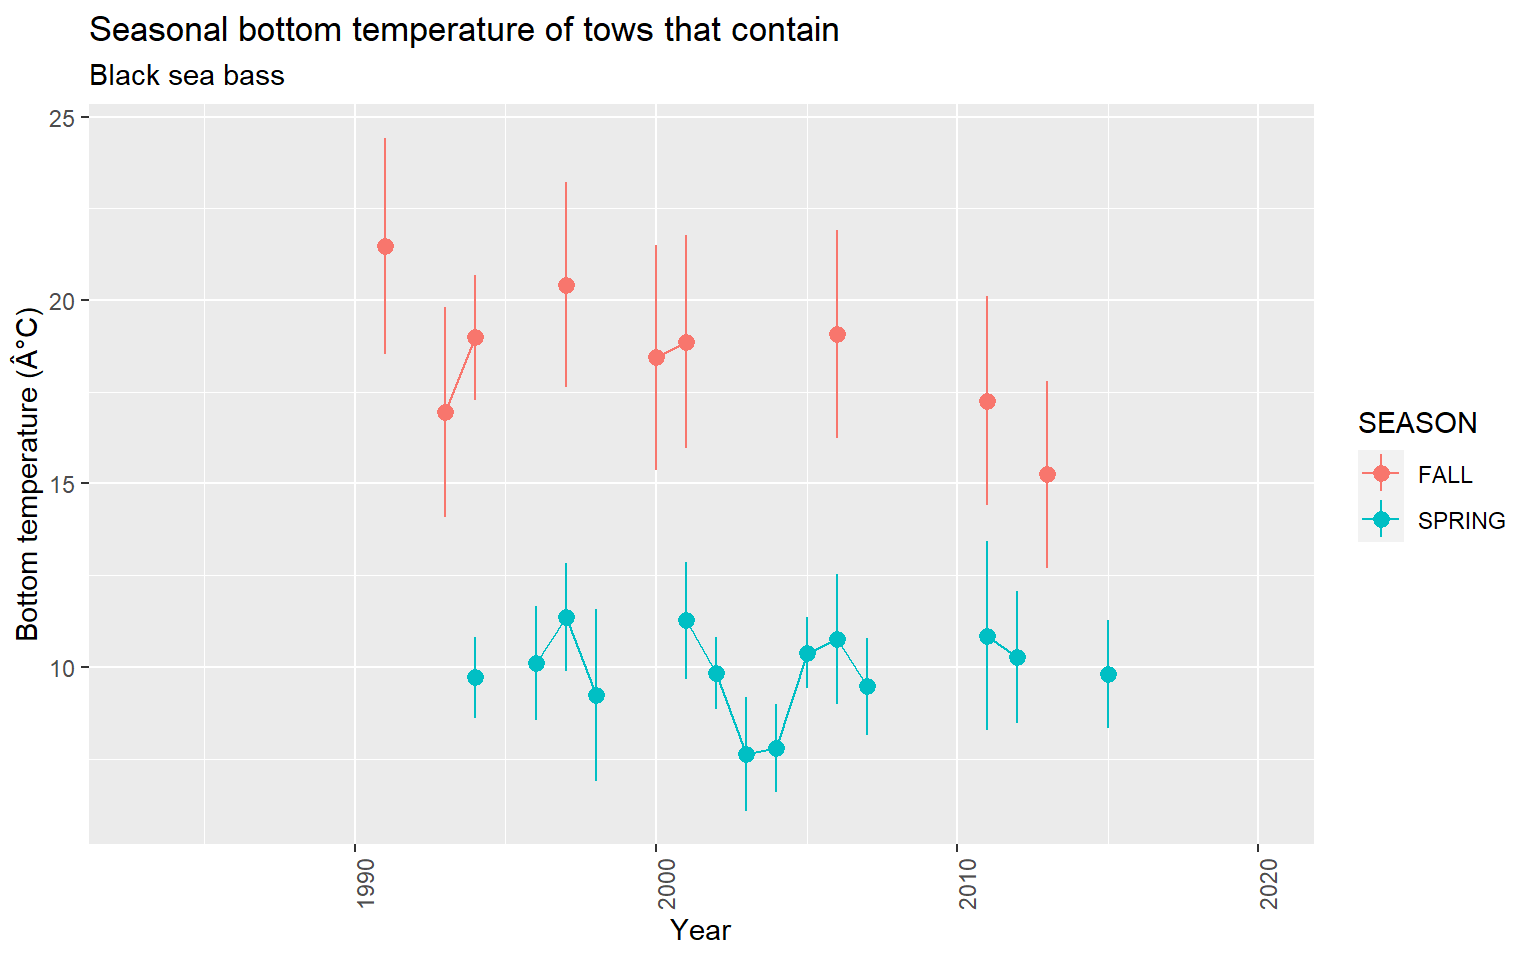 Seasonal bottom temperature of tows that contain
Black sea bass
25
20
15
10
Bottom temperature (Â°C)
1990
2000
2010
2020
Year
SEASON
FALL
SPRING